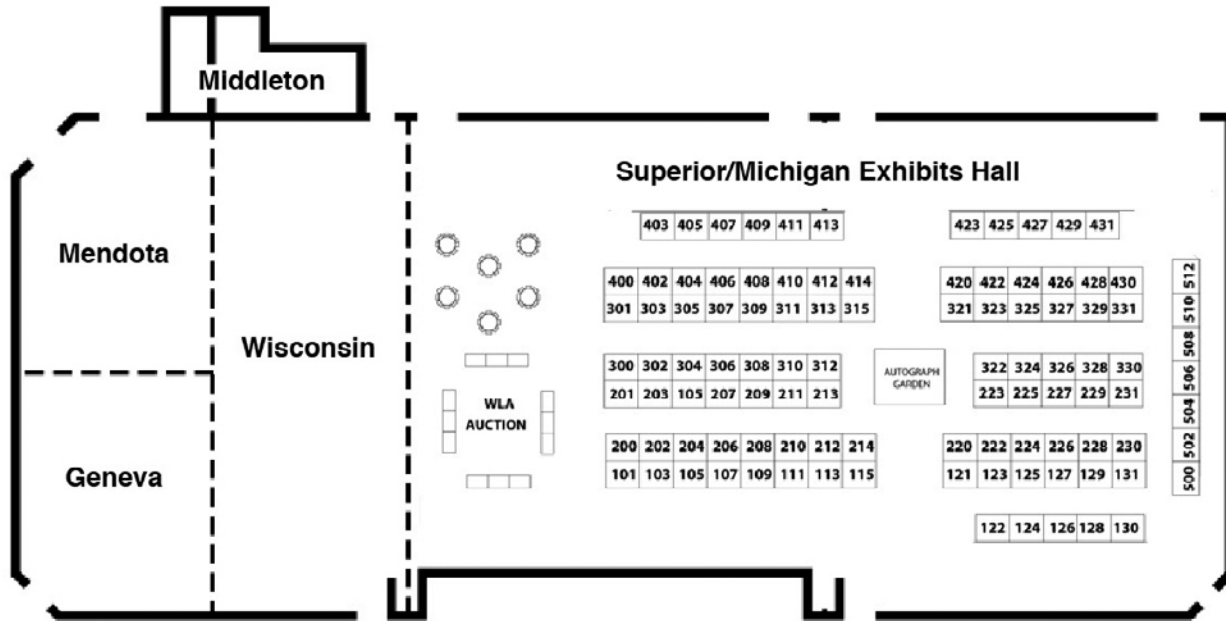 Middleton
Superior/Michigan Exhibits Hall
403 405 407 409 411 413
423 425 427 429 431
Mendota
400 402 404 406 408 410 412 414
301 303 305 307 309 311 313 315
420 422 424 426 428 430
321 323 325 327 329 331
Wisconsin
300 302 304 306 308 310 312
201 203 105 207 209 211 213
AUTOGRAPH
GARDEN
322 324 326 328 330
223 225 227 229 231
WLA
AUCTION
Geneva
200 202 204 206 208 210 212 214
101 103 105 107 109 111 113 115
220 222 224 226 228 230
121 123 125 127 129 131
122 124 126 128 130
500 502 504 506 508 510 512